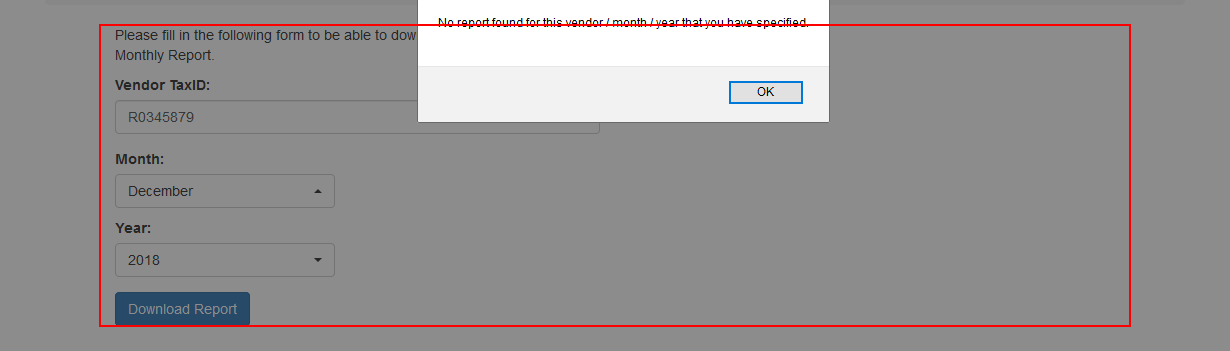 No report found for this vendor / month / year that you have specified.
OK
Please fill in the following form to be able to dow
Monthly Report.
Vendor TaxID:
R0345879
Month:
December
Year:
2018
Download Report